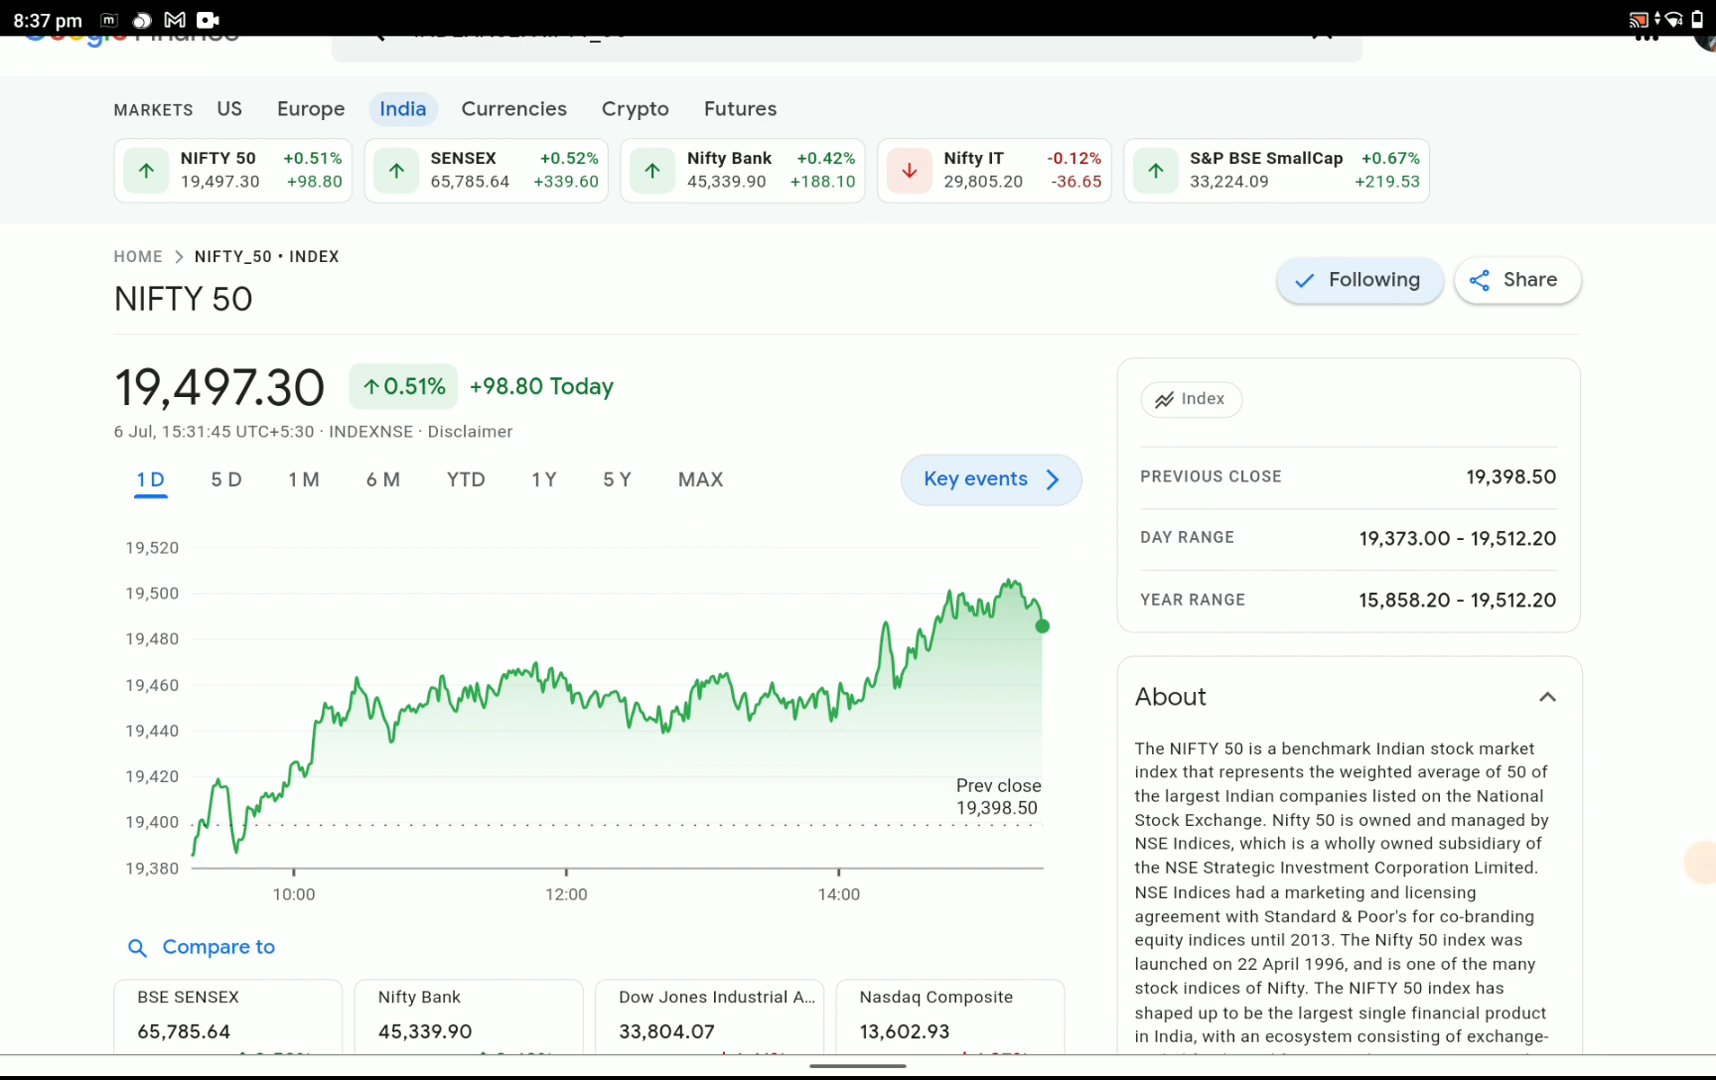 8:37 pm
MARKETS US Europe India Currencies Crypto Futures
NIFTY 50 +0.51%
19,497.30 +98.80
SENSEX +0.52%
65,785.64 +339.60
Nifty Bank +0.42%
45,339.90 +188.10
Nifty IT -0.12%
29,805.20 -36.65
S&P BSE SmallCap +0.67%
33,224.09 +219.53
HOME > NIFTY_50 • INDEX
NIFTY 50
Following
Share
19,497.30 ↑0.51% +98.80 Today
6 Jul, 15:31:45 UTC+5:30 · INDEXNSE · Disclaimer
1 D 5 D 1 M 6 M YTD 1 Y 5 Y MAX
Key events
19,520
19,500
19,480
19,460
19,440
19,420
19,400
19,380
Prev close
19,398.50
10:00 12:00 14:00
Compare to
BSE SENSEX
65,785.64
Nifty Bank
45,339.90
Dow Jones Industrial A...
33,804.07
Nasdaq Composite
13,602.93
Index
PREVIOUS CLOSE 19,398.50
DAY RANGE 19,373.00 - 19,512.20
YEAR RANGE 15,858.20 - 19,512.20
About
The NIFTY 50 is a benchmark Indian stock market
index that represents the weighted average of 50 of
the largest Indian companies listed on the National
Stock Exchange. Nifty 50 is owned and managed by
NSE Indices, which is a wholly owned subsidiary of
the NSE Strategic Investment Corporation Limited.
NSE Indices had a marketing and licensing
agreement with Standard & Poor's for co-branding
equity indices until 2013. The Nifty 50 index was
launched on 22 April 1996, and is one of the many
stock indices of Nifty. The NIFTY 50 index has
shaped up to be the largest single financial product
in India, with an ecosystem consisting of exchange-